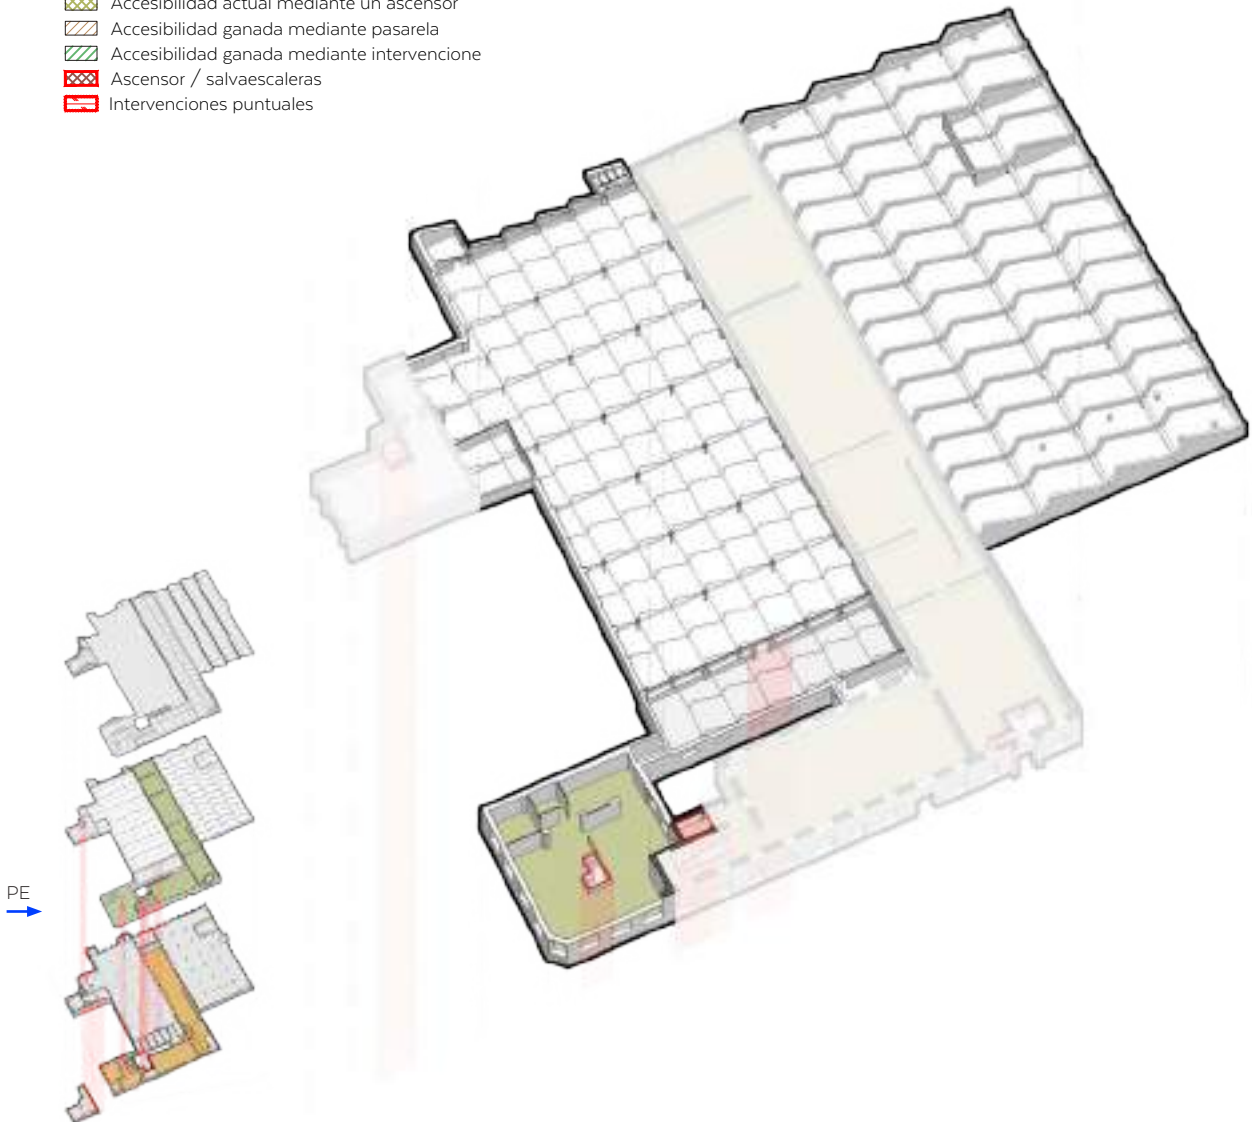 Accesibilidad actual mediante un ascensor
Accesibilidad ganada mediante pasarela
Accesibilidad ganada mediante intervencione
Ascensor / salvaescaleras
Intervenciones puntuales
PE